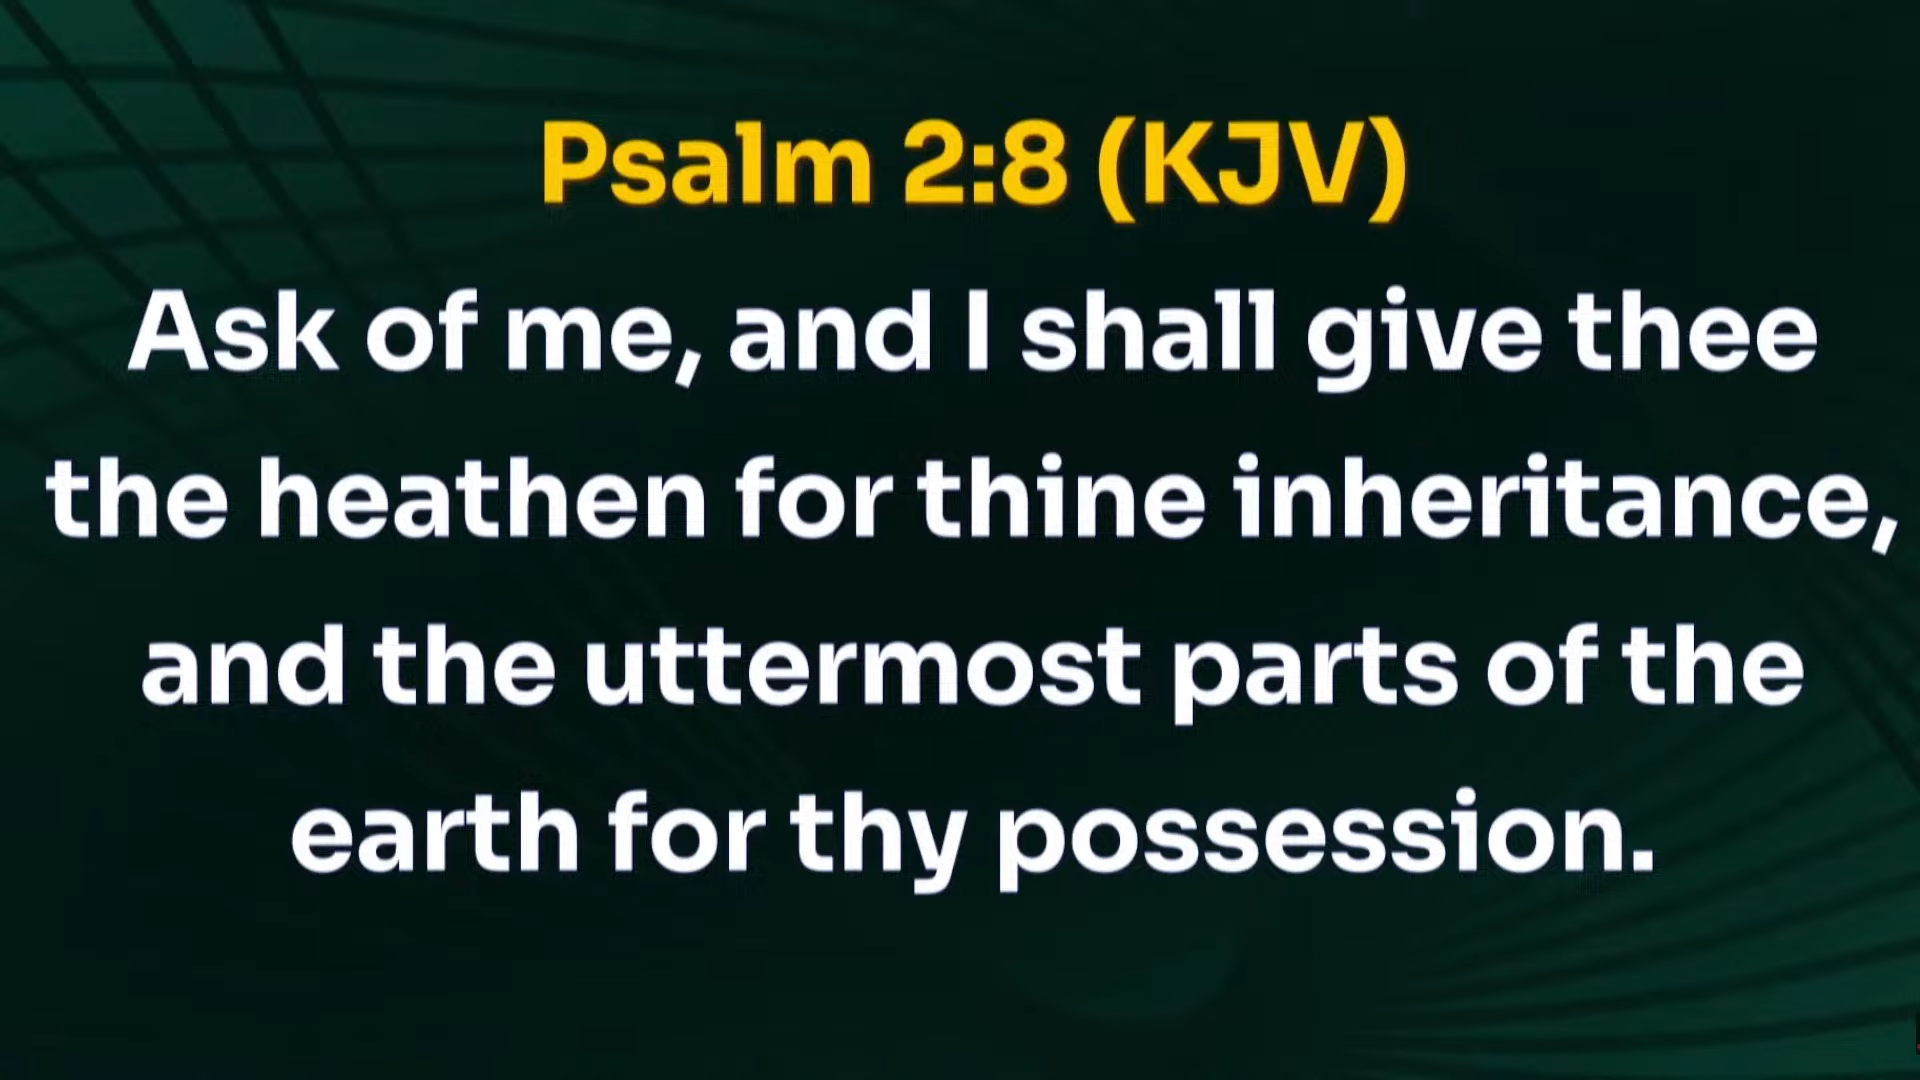 Psalm 2:8 (KJV)
Ask of me, and I shall give thee
the heathen for thine inheritance,
and the uttermost parts of the
earth for thy possession.